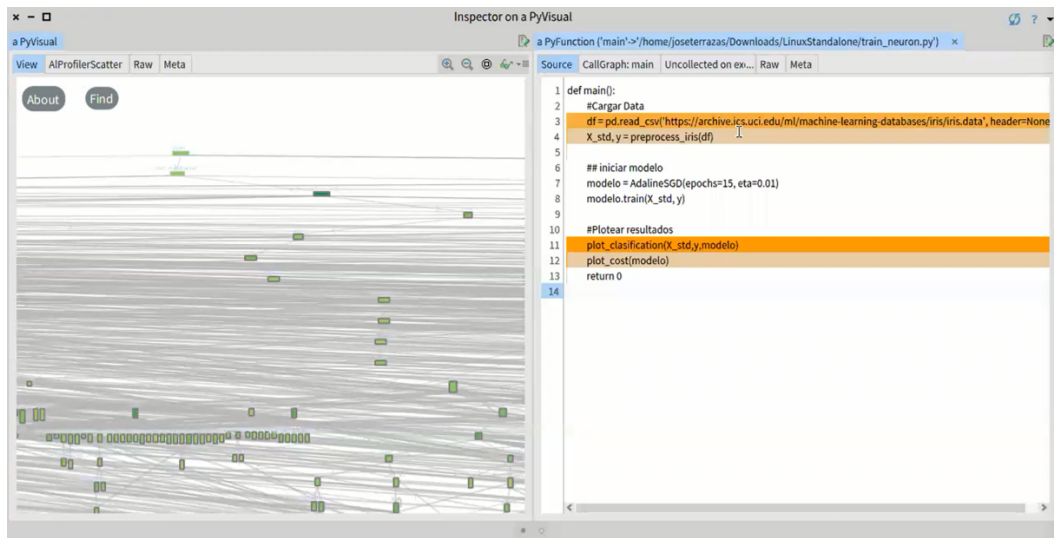 Inspector on a PyVisual
?
a PyVisual
a PyFunction ('main'->'/home/joseterrazas/Downloads/LinuxStandalone/train_neuron.py')
View AlProfilerScatter Raw Meta
Source CallGraph: main Uncollected on ex‹... Raw Meta
About Find
1 def main():
2 #Cargar Data
3 df = pd.read_csv('https://archive.ics.uci.edu/ml/machine-learning-databases/iris/iris.data', header=None
4 X_std, y = preprocess_iris(df)
5
6 ## iniciar modelo
7 modelo = AdalineSGD(epochs=15, eta=0.01)
8 modelo.train(X_std, y)
9
10 #Plotear resultados
11 plot_clasification(X_std,y,modelo)
12 plot_cost(modelo)
13 return 0
14